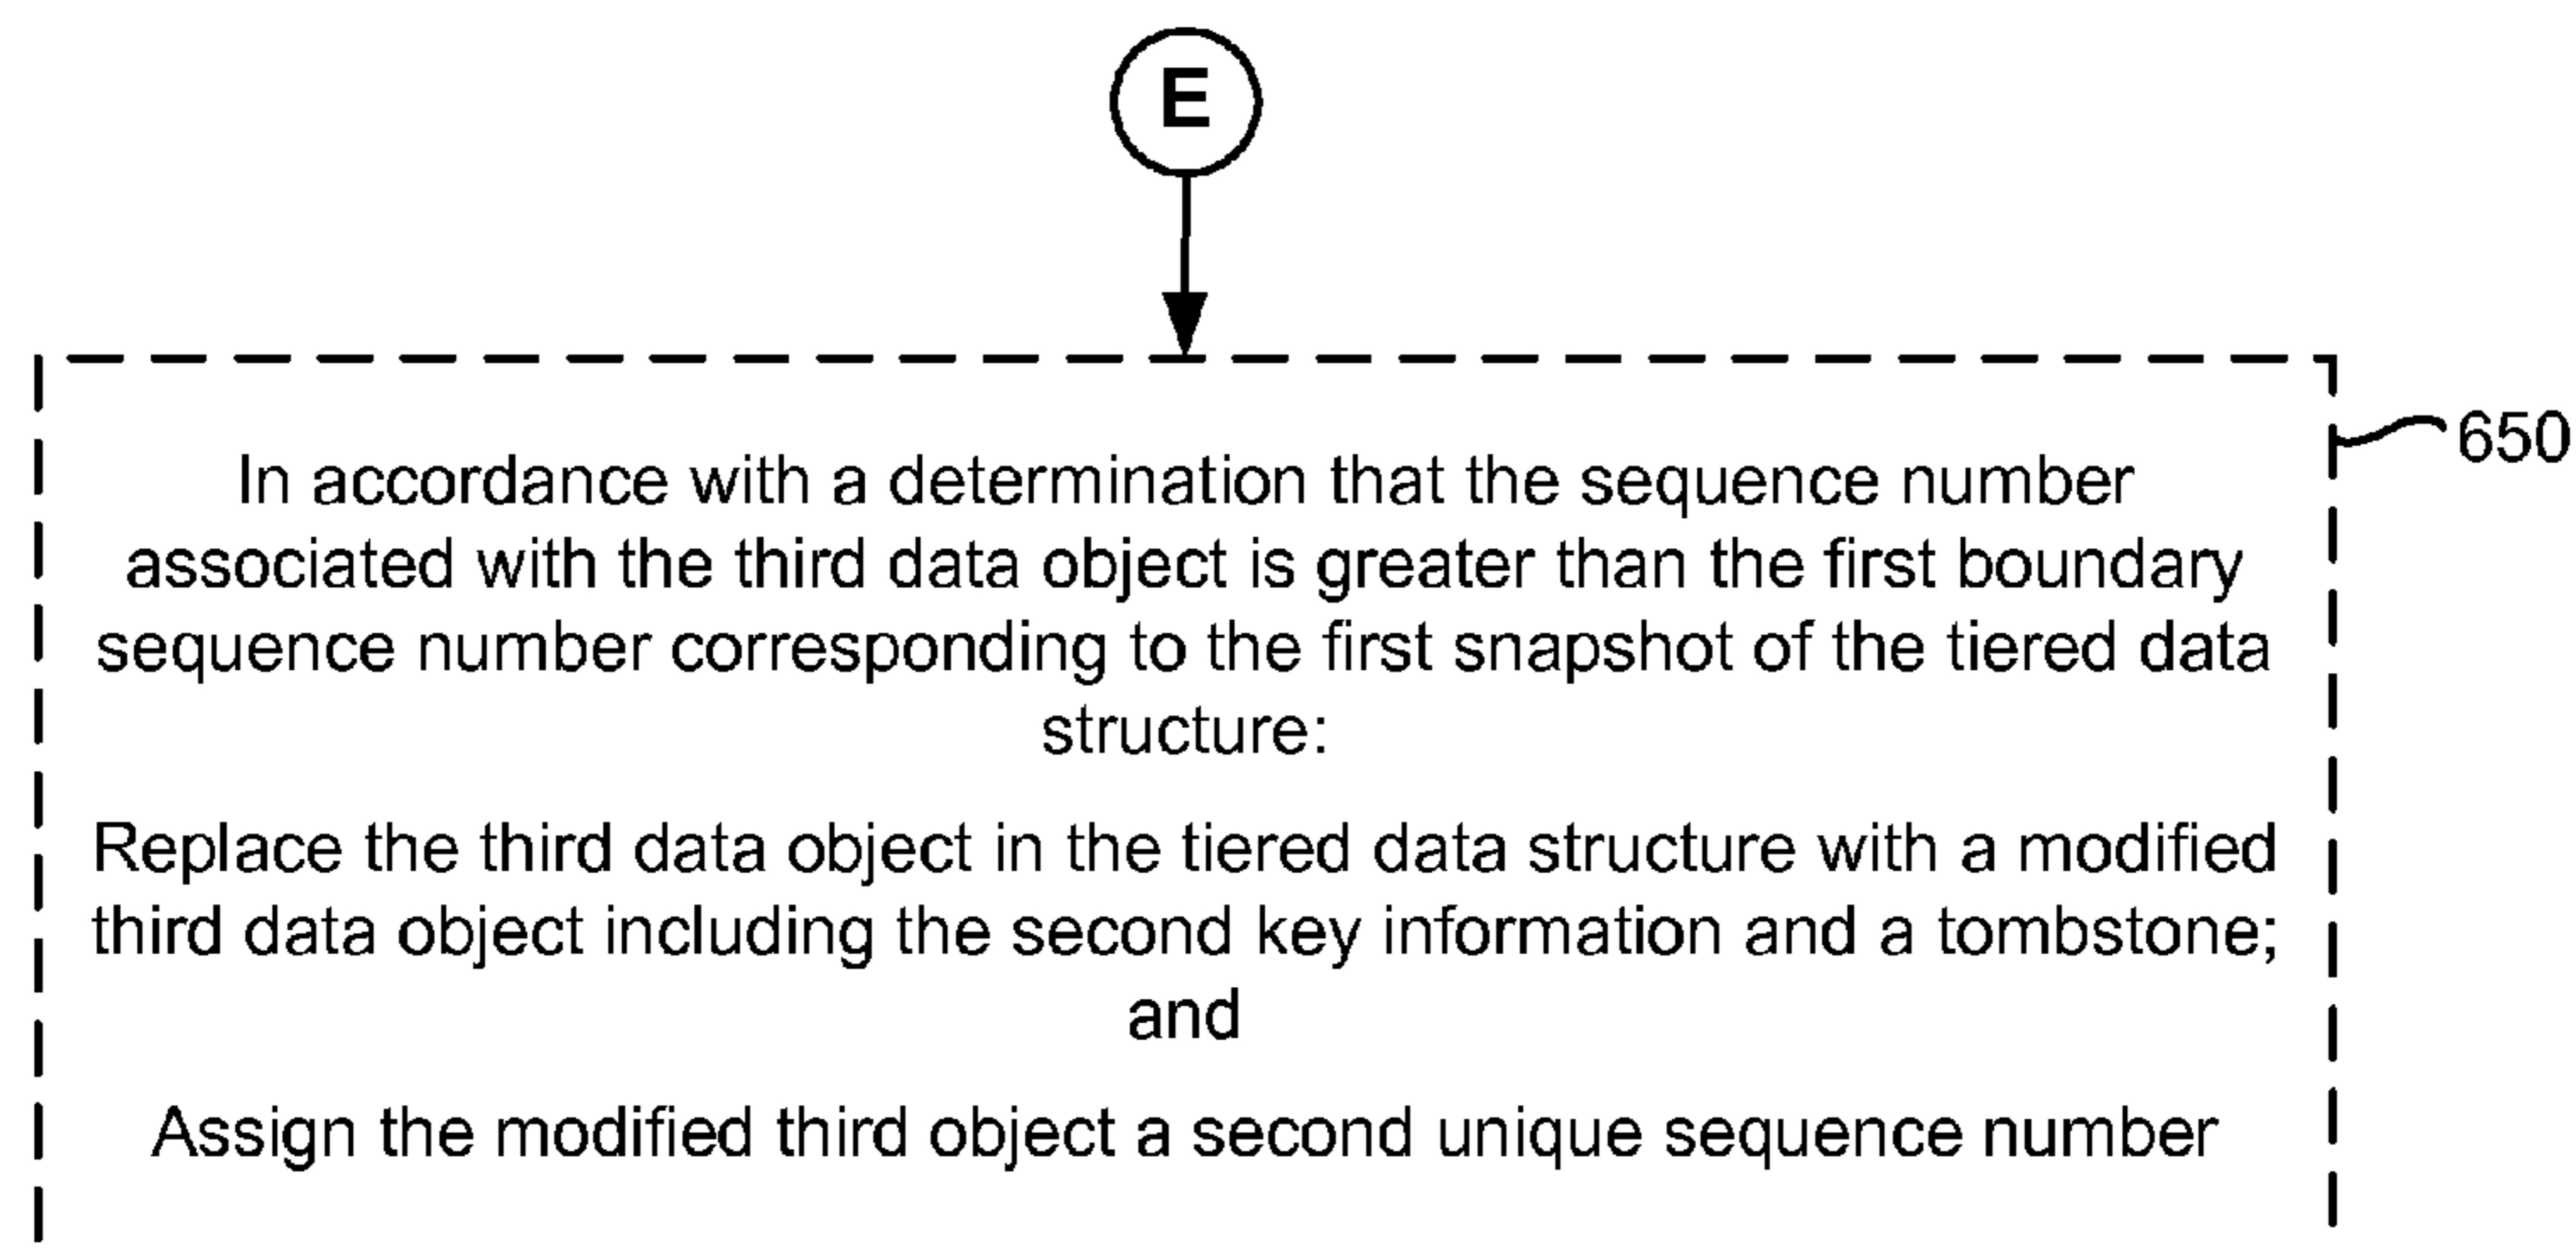 E
650
In accordance with a determination that the sequence number
associated with the third data object is greater than the first boundary
sequence number corresponding to the first snapshot of the tiered data
structure:
Replace the third data object in the tiered data structure with a modified
third data object including the second key information and a tombstone;
and
Assign the modified third object a second unique sequence number